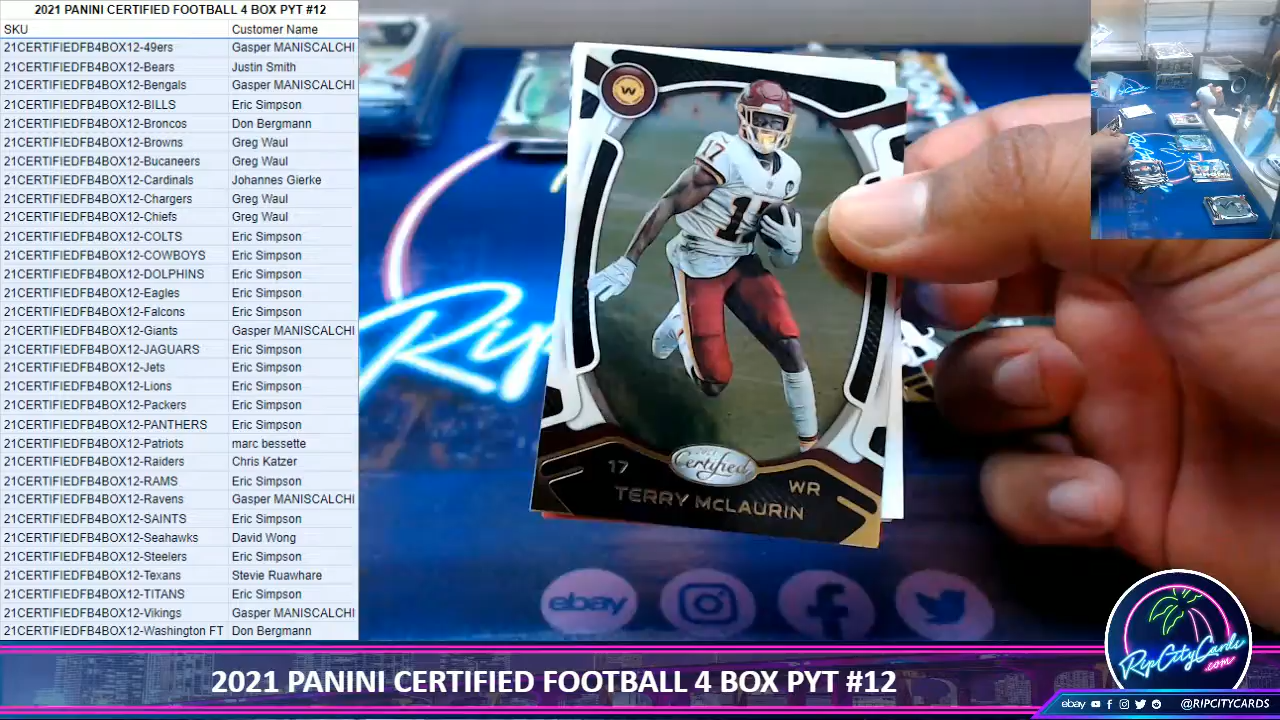 2021 PANINI CERTIFIED FOOTBALL 4 BOX PYT #12
SKU Customer Name
21CERTIFIEDFB4BOX12-49ers Gasper MANISCALCHI
21CERTIFIEDFB4BOX12-Bears Justin Smith
21CERTIFIEDFB4BOX12-Bengals Gasper MANISCALCHI
21CERTIFIEDFB4BOX12-BILLS Eric Simpson
21CERTIFIEDFB4BOX12-Broncos Don Bergmann
21CERTIFIEDFB4BOX12-Browns Greg Waul
21CERTIFIEDFB4BOX12-Bucaneers Greg Waul
21CERTIFIEDFB4BOX12-Cardinals Johannes Gierke
21CERTIFIEDFB4BOX12-Chargers Greg Waul
21CERTIFIEDFB4BOX12-Chiefs Greg Waul
21CERTIFIEDFB4BOX12-COLTS Eric Simpson
21CERTIFIEDFB4BOX12-COWBOYS Eric Simpson
21CERTIFIEDFB4BOX12-DOLPHINS Eric Simpson
21CERTIFIEDFB4BOX12-Eagles Eric Simpson
21CERTIFIEDFB4BOX12-Falcons Eric Simpson
21CERTIFIEDFB4BOX12-Giants Gasper MANISCALCHI
21CERTIFIEDFB4BOX12-JAGUARS Eric Simpson
21CERTIFIEDFB4BOX12-Jets Eric Simpson
21CERTIFIEDFB4BOX12-Lions Eric Simpson
21CERTIFIEDFB4BOX12-Packers Eric Simpson
21CERTIFIEDFB4BOX12-PANTHERS Eric Simpson
21CERTIFIEDFB4BOX12-Patriots marc bessette
21CERTIFIEDFB4BOX12-Raiders Chris Katzer
21CERTIFIEDFB4BOX12-RAMS Eric Simpson
21CERTIFIEDFB4BOX12-Ravens Gasper MANISCALCHI
21CERTIFIEDFB4BOX12-SAINTS Eric Simpson
21CERTIFIEDFB4BOX12-Seahawks David Wong
21CERTIFIEDFB4BOX12-Steelers Eric Simpson
21CERTIFIEDFB4BOX12-Texans Stevie Ruawhare
21CERTIFIEDFB4BOX12-TITANS Eric Simpson
21CERTIFIEDFB4BOX12-Vikings Gasper MANISCALCHI
21CERTIFIEDFB4BOX12-Washington FT Don Bergmann
W
17
17
Rip
Certified
17 WR
TERRY McLAURIN
ebay
RipCityCards
.com
2021 PANINI CERTIFIED FOOTBALL 4 BOX PYT #12
ebay @RIPCITYCARDS